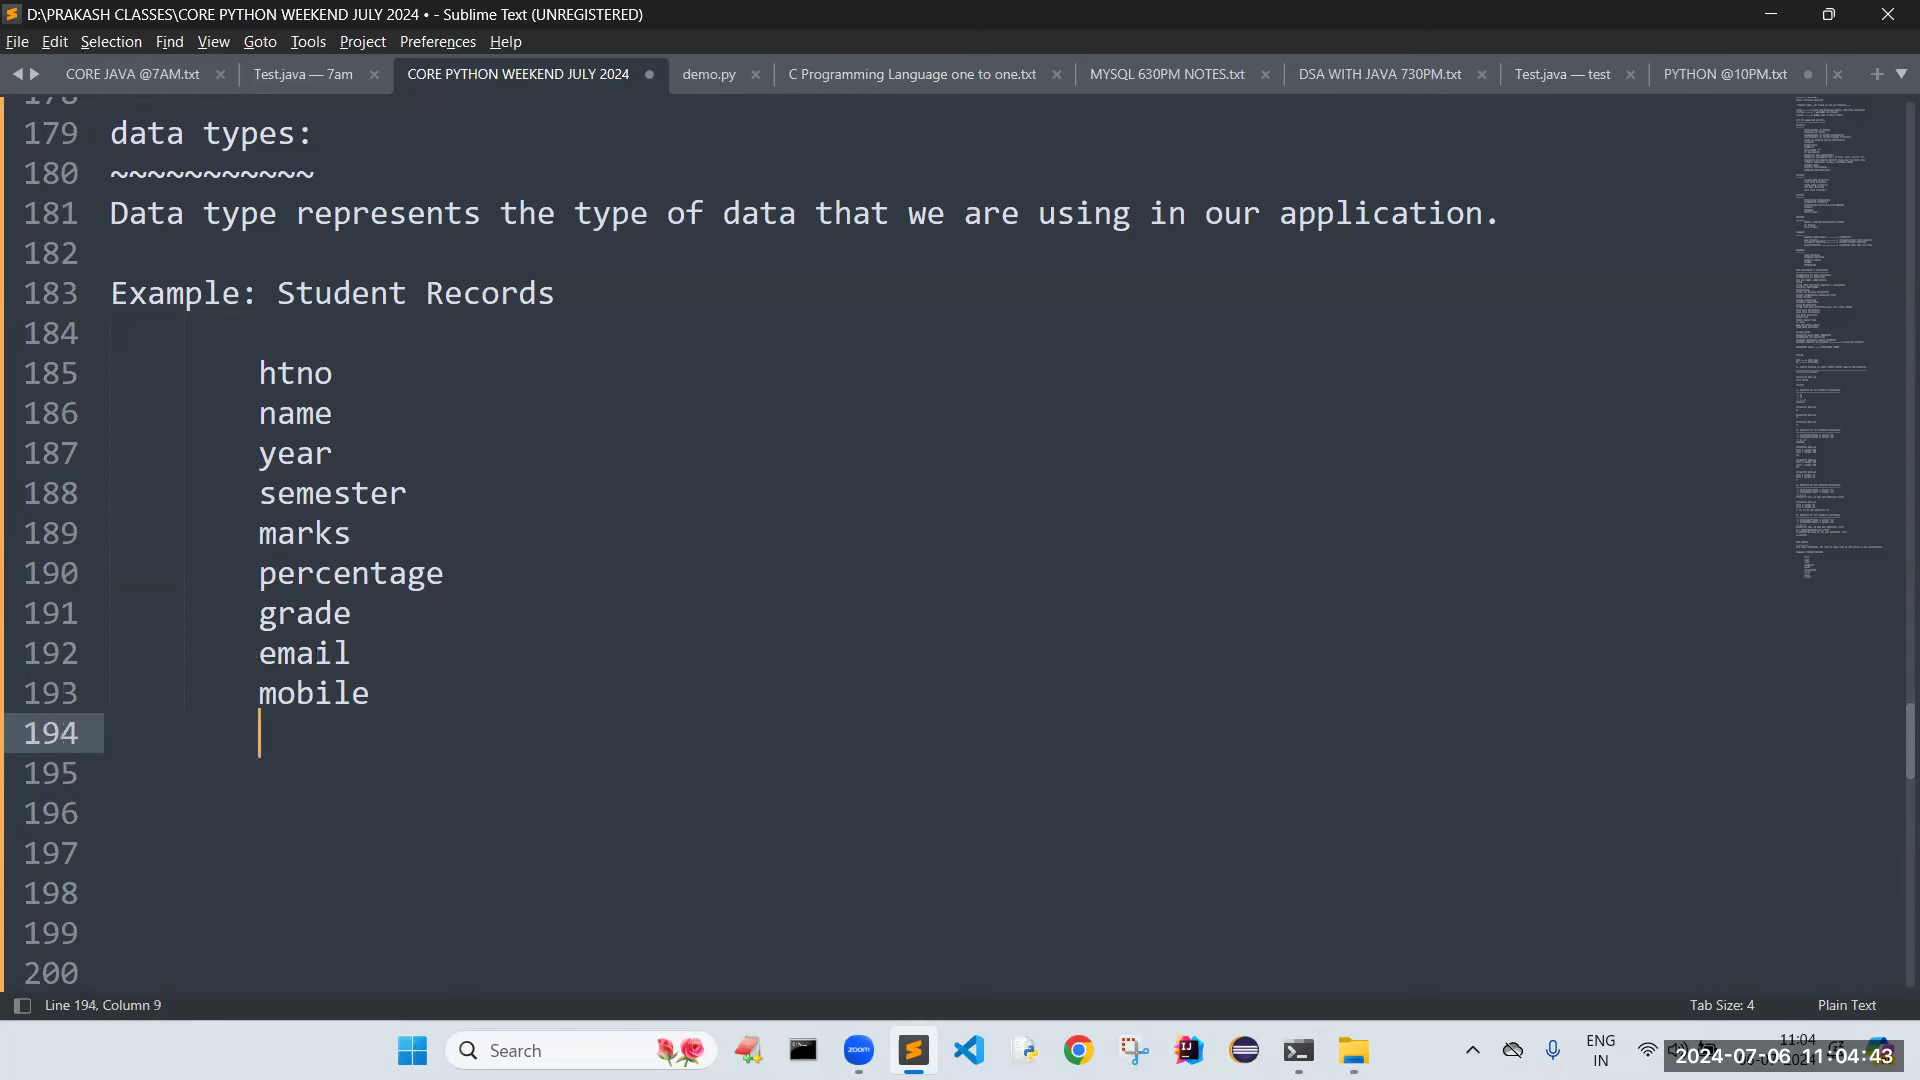 D:\PRAKASH CLASSES\CORE PYTHON WEEKEND JULY 2024 • - Sublime Text (UNREGISTERED)
File Edit Selection Find View Goto Tools Project Preferences Help
CORE JAVA @7AM.txt Test.java — 7am CORE PYTHON WEEKEND JULY 2024 demo.py C Programming Language one to one.txt MYSQL 630PM NOTES.txt DSA WITH JAVA 730PM.txt Test.java — test PYTHON @10PM.txt
178
179 data types:
180 ~~~~~~~~~~~
181 Data type represents the type of data that we are using in our application.
182
183 Example: Student Records
184
185 htno
186 name
187 year
188 semester
189 marks
190 percentage
191 grade
192 email
193 mobile
194
195
196
197
198
199
200
Line 194, Column 9 Tab Size: 4 Plain Text
Search zoom ENG 11:04
IN 2024-07-06 11:04:43